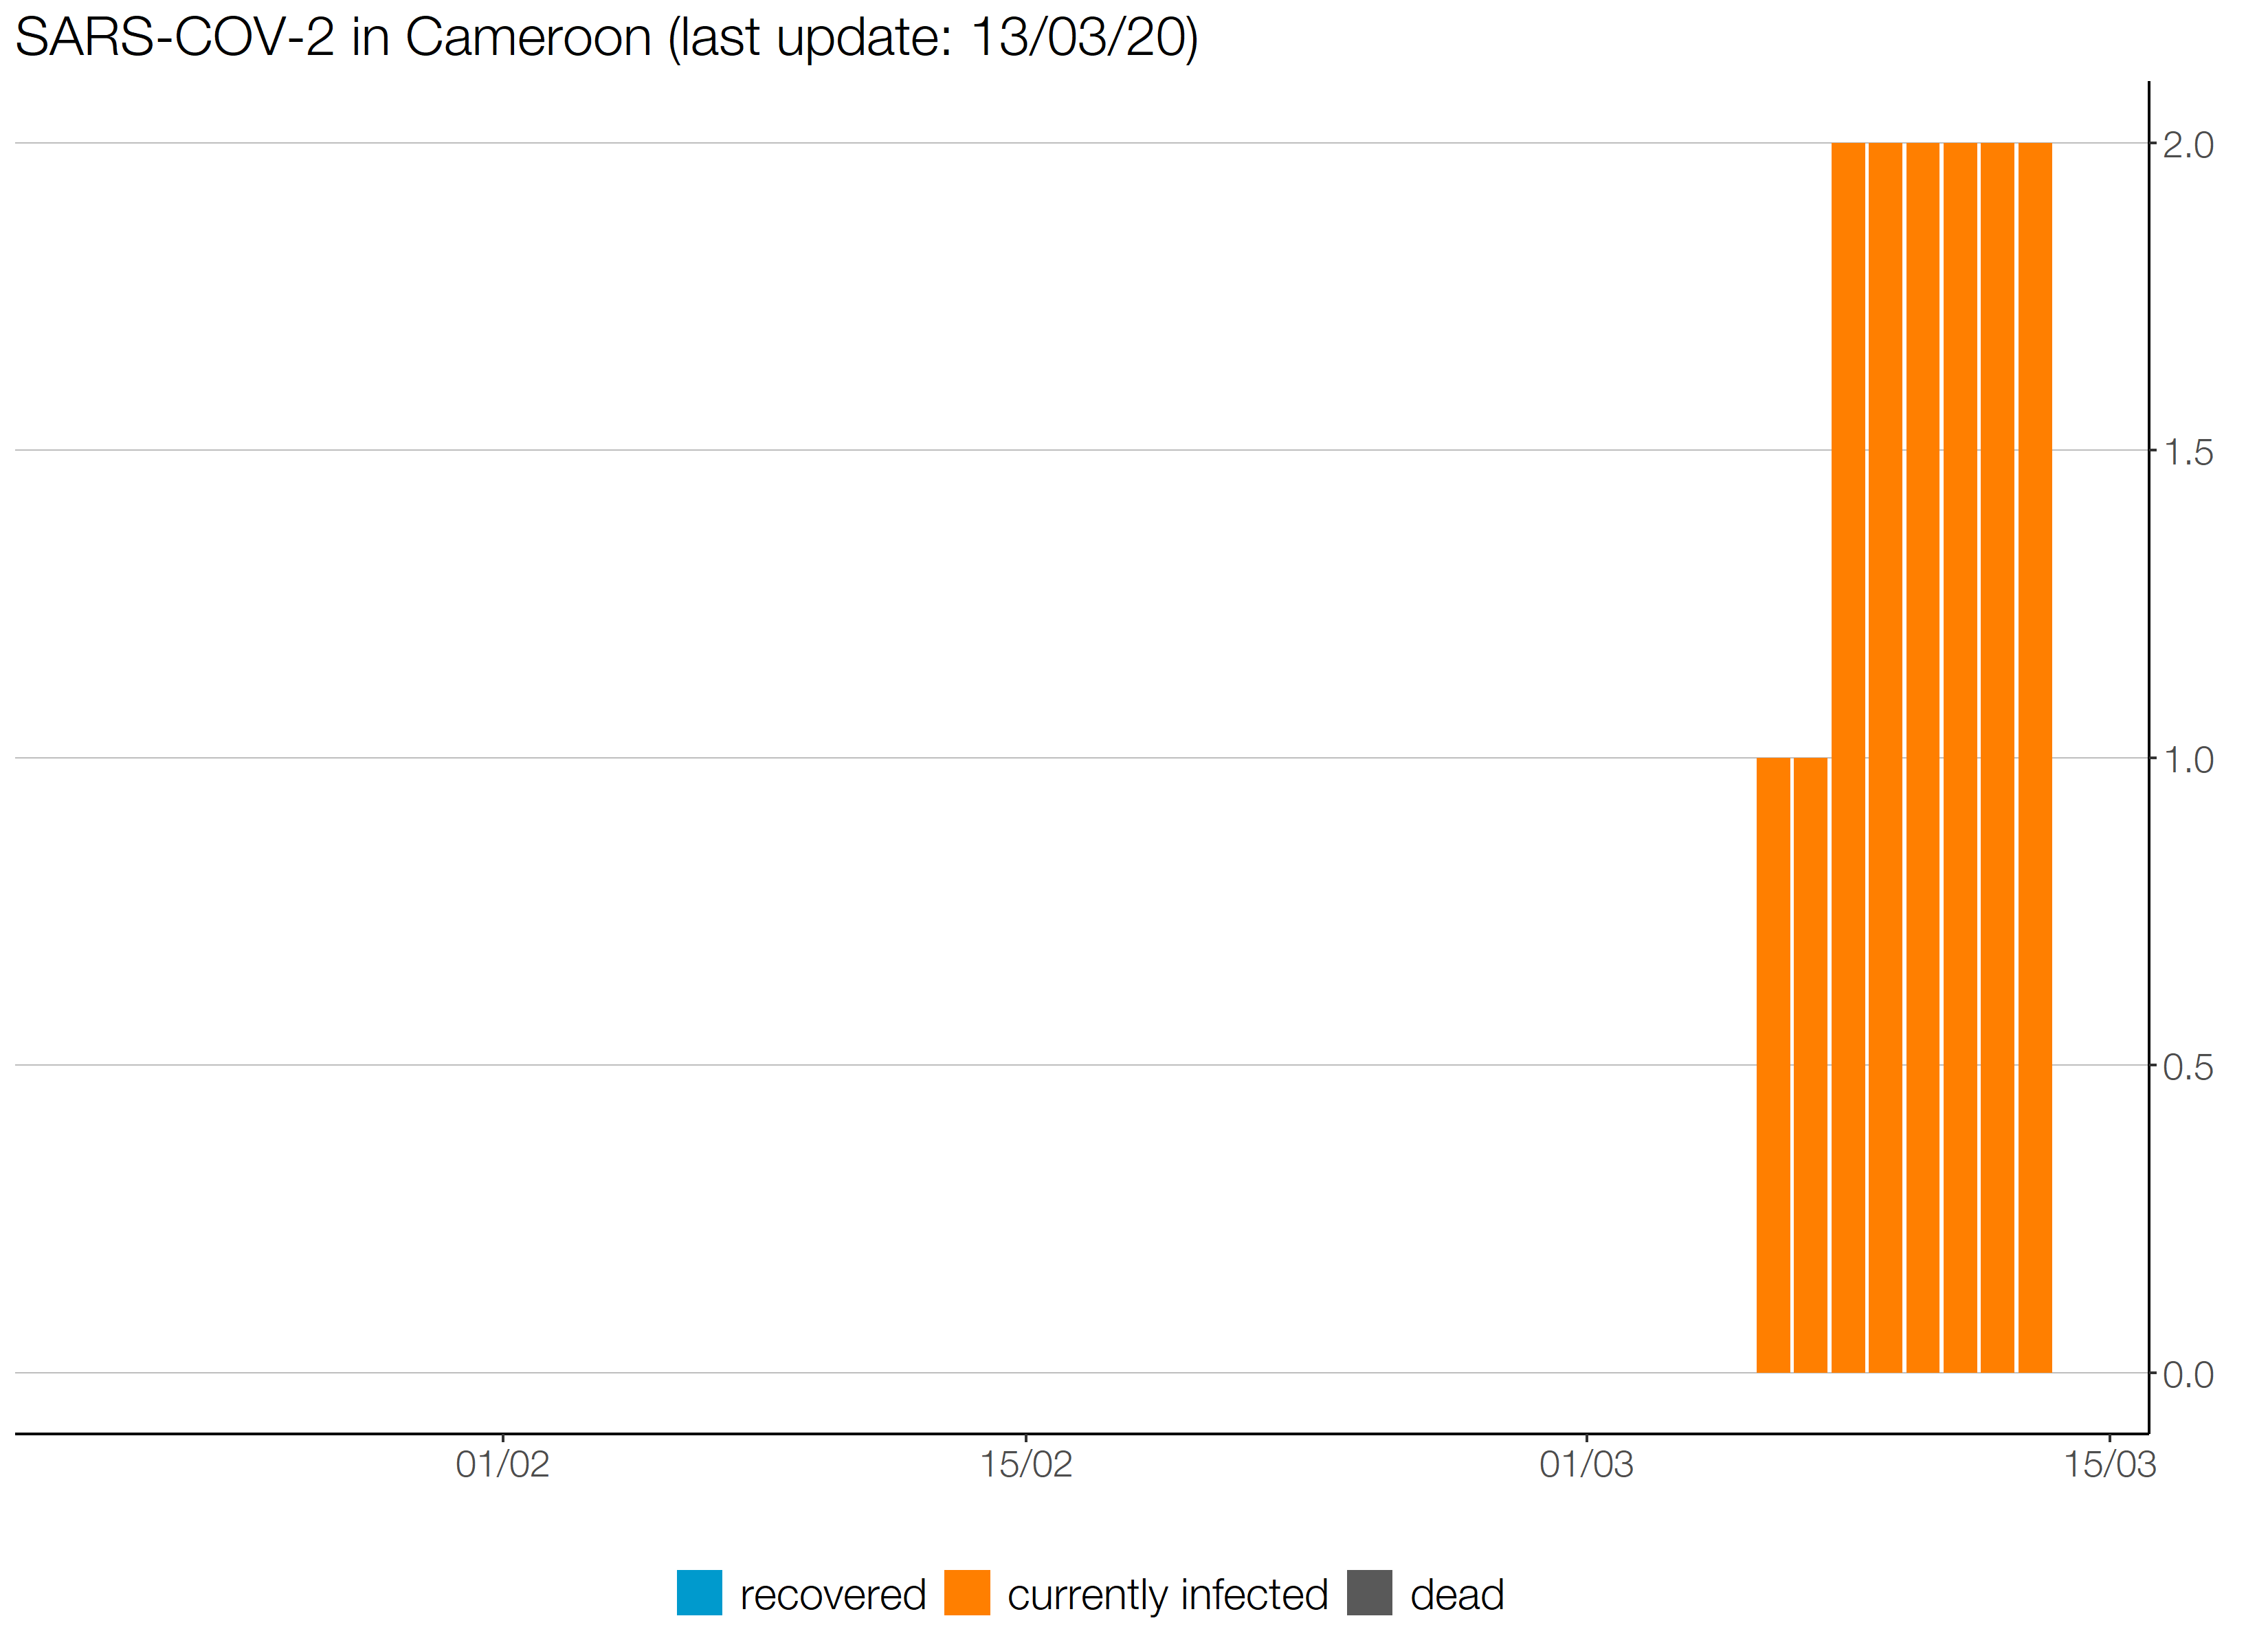 SARS-COV-2 in Cameroon (last update: 13/03/20)
2.0
1.5
1.0
0.5
0.0
01/02 15/02 01/03 15/03
recovered currently infected dead